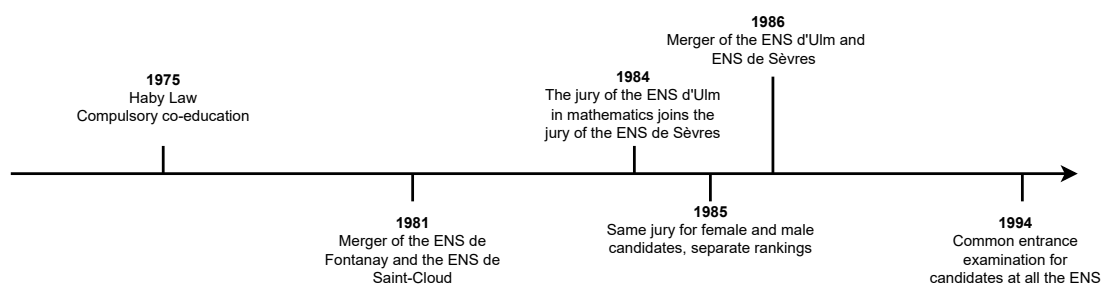 1975
Haby Law
Compulsory co-education
1981
Merger of the ENS de
Fontanay and the ENS de
Saint-Cloud
1984
The jury of the ENS d'Ulm
in mathematics joins the
jury of the ENS de Sèvres
1985
Same jury for female and male
candidates, separate rankings
1986
Merger of the ENS d'Ulm and
ENS de Sèvres
1994
Common entrance
examination for
candidates at all the ENS